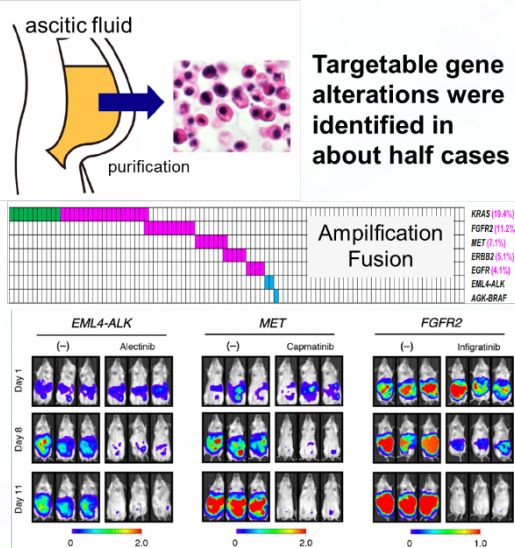 ascitic fluid
purification
Targetable gene
alterations were
identified in
about half cases
Ampilfication
Fusion
KRAS (19.4%)
FGFR2 (11.2%)
MET (7.1%)
ERBB2 (5.1%)
EGFR (4.1%)
EML4-ALK
AGK-BRAF
EML4-ALK
MET
FGFR2
(−)
Alectinib
(−)
Capmatinib
(−)
Infigratinib
Day 1
Day 8
Day 11
0
2.0
0
2.0
0
1.0